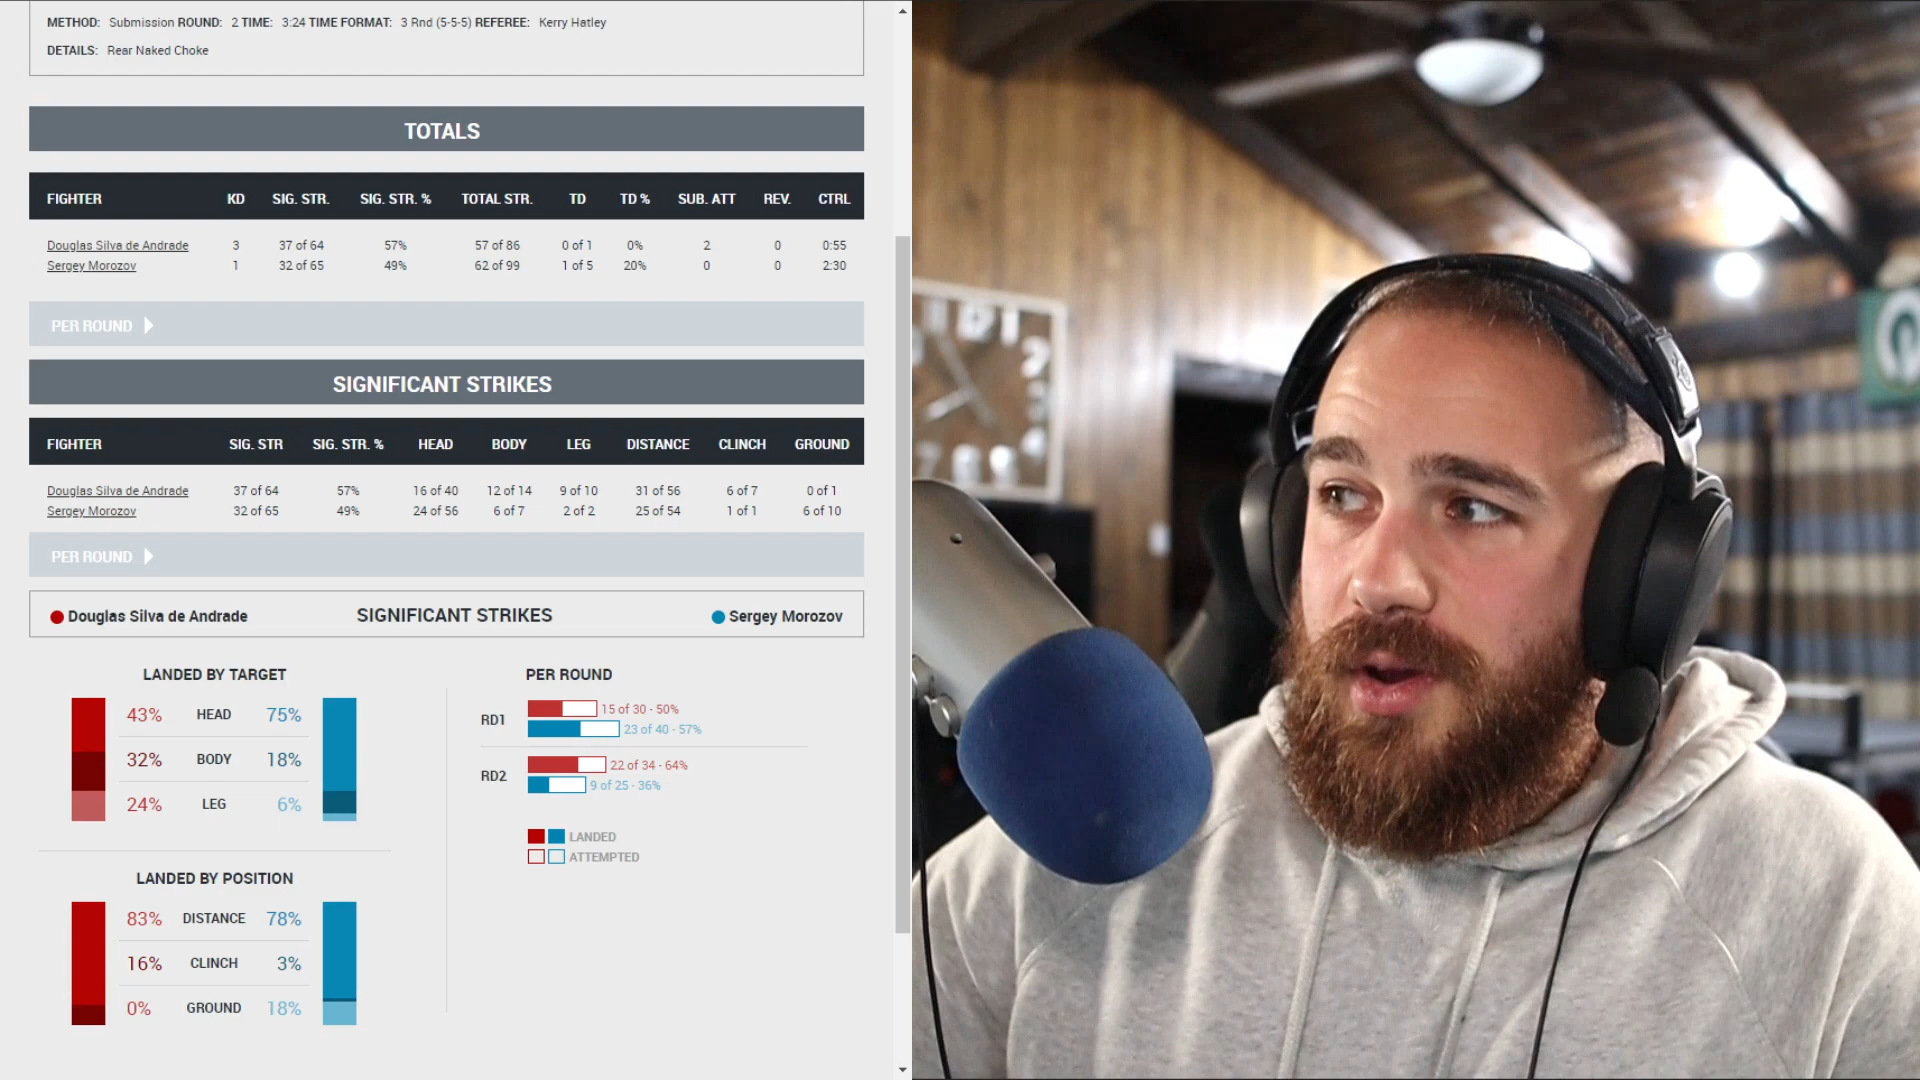 METHOD: Submission ROUND: 2 TIME: 3:24 TIME FORMAT: 3 Rnd (5-5-5) REFEREE: Kerry Hatley
DETAILS: Rear Naked Choke
TOTALS
FIGHTER KD SIG. STR. SIG. STR. % TOTAL STR. TD TD % SUB. ATT REV. CTRL
Douglas Silva de Andrade 3 37 of 64 57% 57 of 86 0 of 1 0% 2 0 0:55
Sergey Morozov 1 32 of 65 49% 62 of 99 1 of 5 20% 0 0 2:30
PER ROUND
SIGNIFICANT STRIKES
FIGHTER SIG. STR SIG. STR. % HEAD BODY LEG DISTANCE CLINCH GROUND
Douglas Silva de Andrade 37 of 64 57% 16 of 40 12 of 14 9 of 10 31 of 56 6 of 7 0 of 1
Sergey Morozov 32 of 65 49% 24 of 56 6 of 7 2 of 2 25 of 54 1 of 1 6 of 10
PER ROUND
Douglas Silva de Andrade SIGNIFICANT STRIKES Sergey Morozov
LANDED BY TARGET
43% HEAD 75%
32% BODY 18%
24% LEG 6%
LANDED BY POSITION
83% DISTANCE 78%
16% CLINCH 3%
0% GROUND 18%
PER ROUND
RD1
15 of 30 - 50%
23 of 40 - 57%
RD2
22 of 34 - 64%
9 of 25 - 36%
LANDED
ATTEMPTED